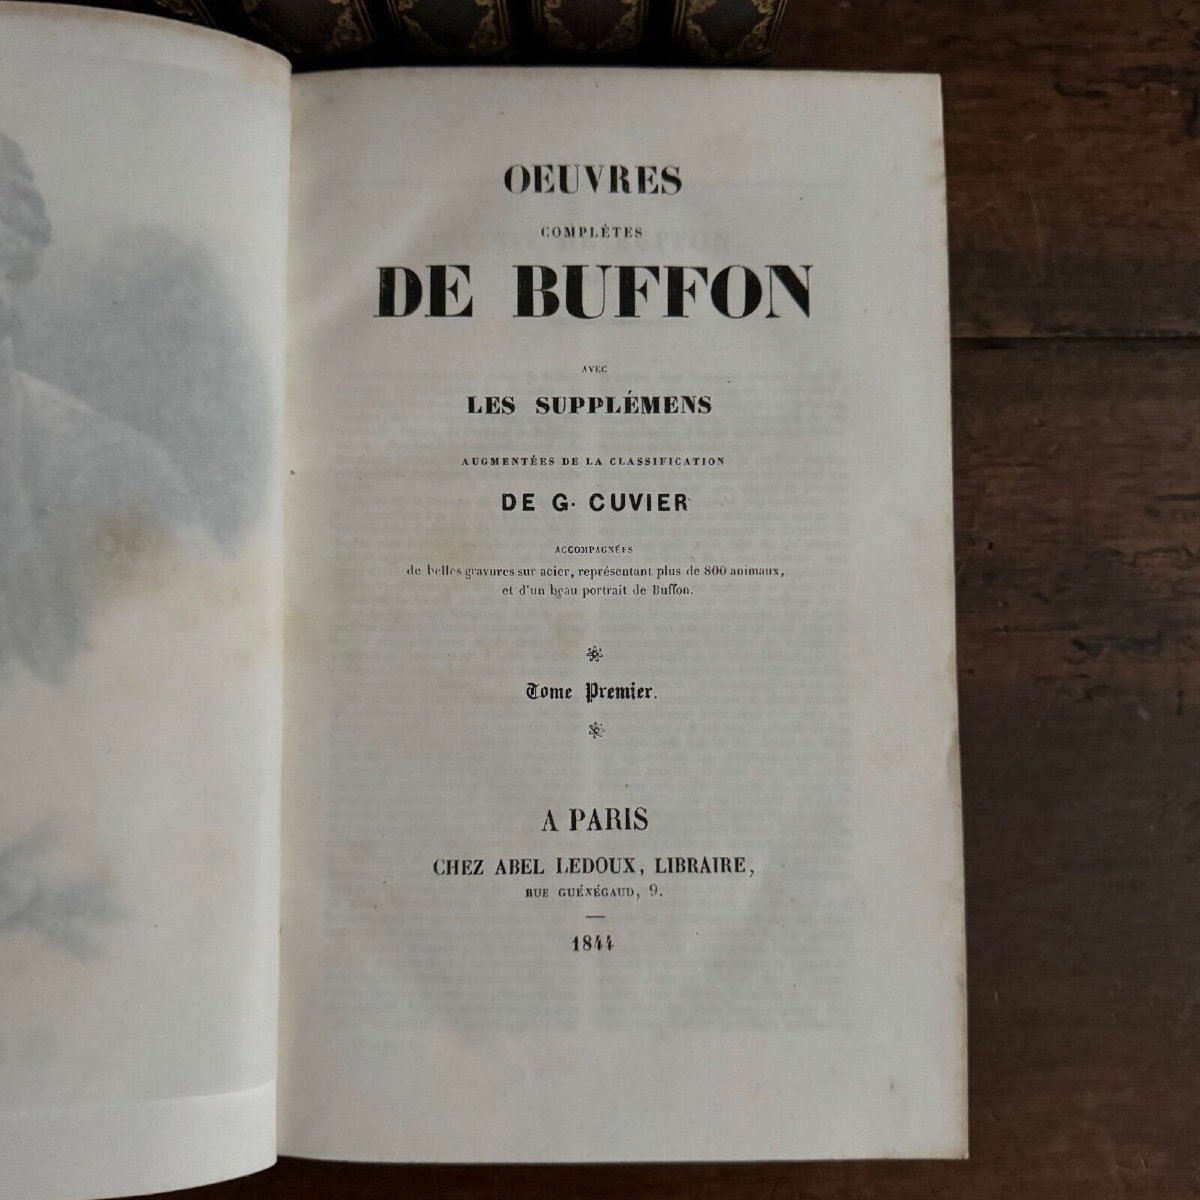 OEUVRES
COMPLÈTES
DE BUFFON
AVEC
LES SUPPLÉMENS
AUGMENTÉES DE LA CLASSIFICATION
DE G. CUVIER
ACCOMPAGNÉES
de belles gravures sur acier, représentant plus de 800 animaux,
et d'un beau portrait de Buffon.
Tome Premier.
A PARIS
CHEZ ABEL LEDOUX, LIBRAIRE,
RUE GUÉNÉGAUD, 9.
1844